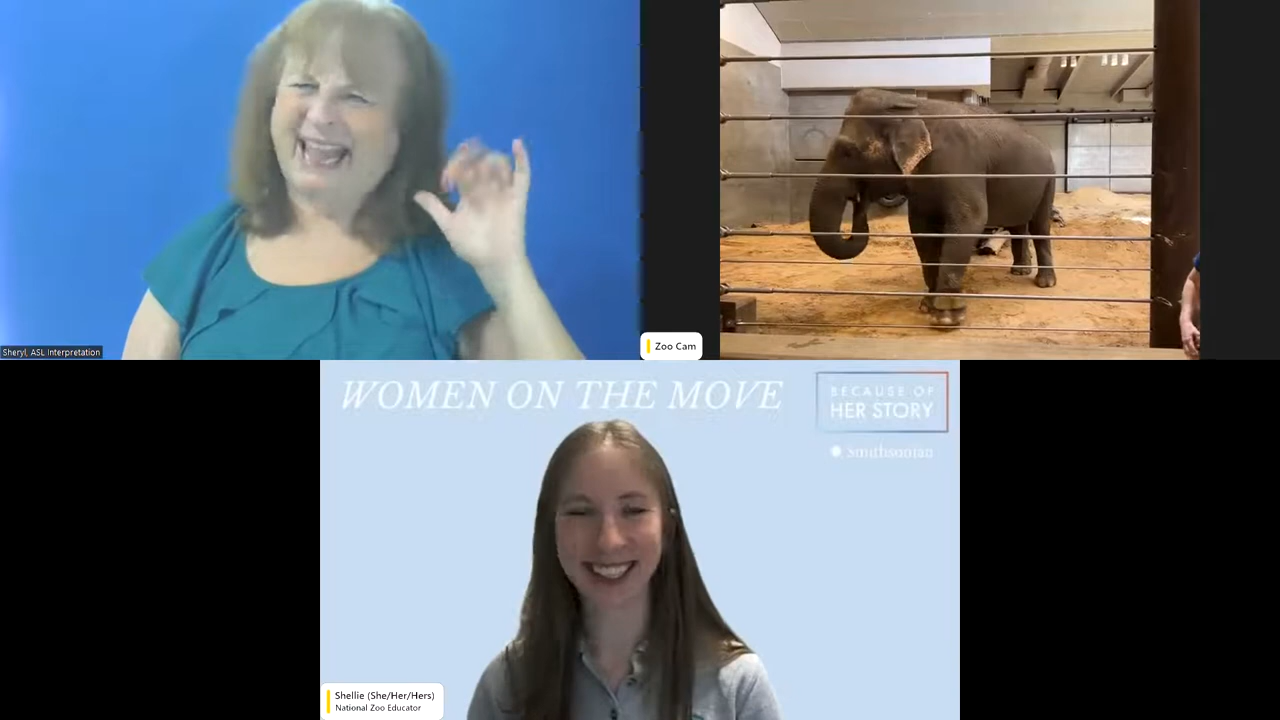 Sheryl, ASL Interpretation
Zoo Cam
WOMEN ON THE MOVE
BECAUSE OF
HER STORY
Smithsonian
Shellie (She/Her/Hers)
National Zoo Educator